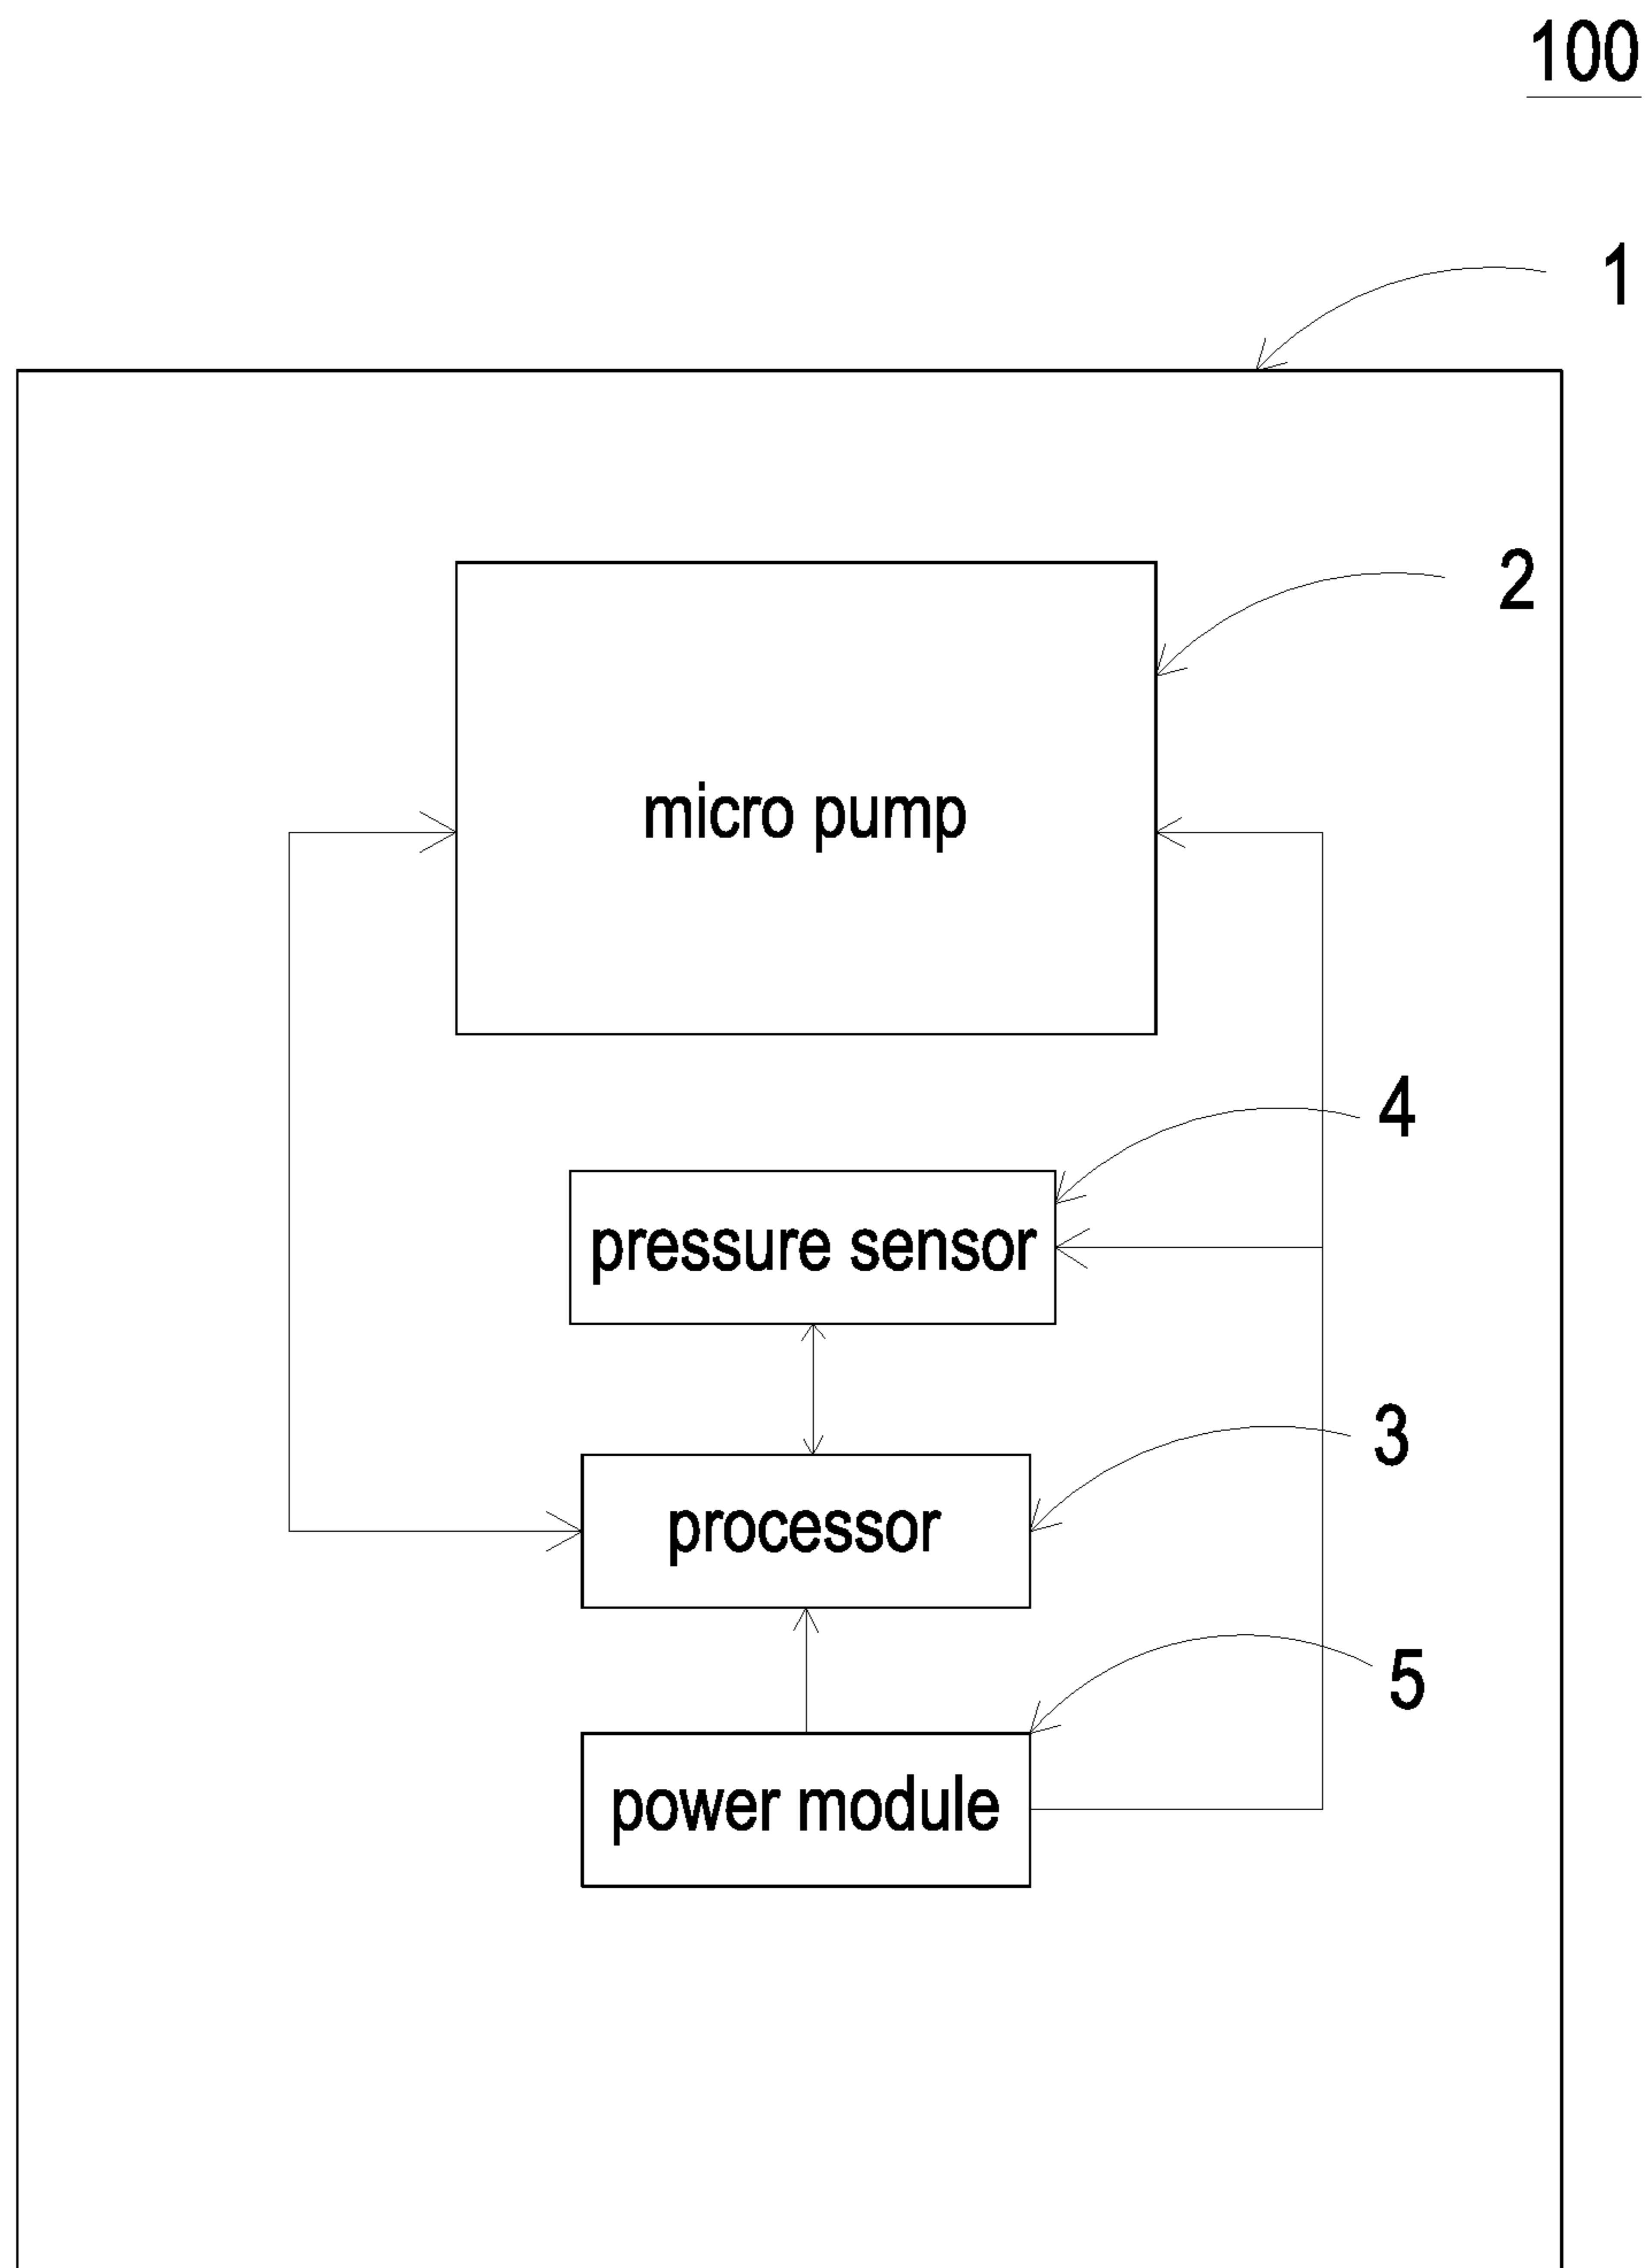 100
1
2
micro pump
4
pressure sensor
3
processor
5
power module